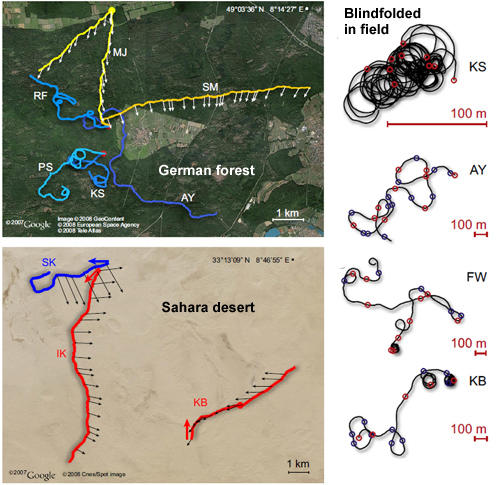 49°03'36" N 8°14'27" E
MJ
RF
SM
PS
KS
German forest
AY
1 km
©2007 Google
Image © 2008 GeoContent
© 2008 European Space Agency
© 2008 Tele Atlas
SK
33°13'09" N 8°46'55" E
Sahara desert
IK
KB
©2007 Google
© 2008 Cnes/Spot image
1 km
Blindfolded
in field
KS
100 m
AY
100 m
FW
100 m
KB
100 m